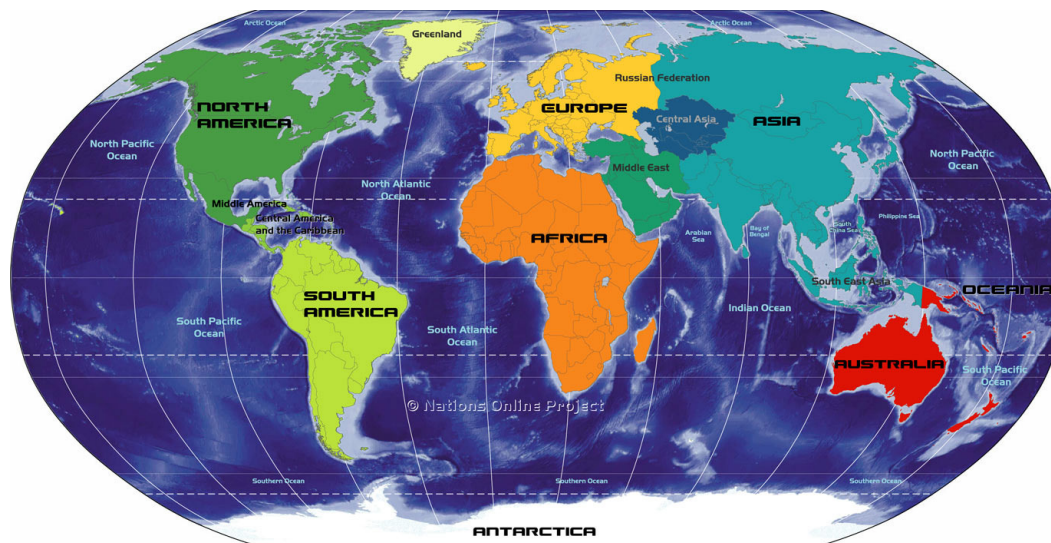 Arctic Ocean
Arctic Ocean
Greenland
Russian Federation
NORTH
AMERICA
EUROPE
Central Asia
ASIA
North Pacific
Ocean
North Pacific
Ocean
Middle East
North Atlantic
Ocean
Middle America
Central America
and the Caribbean
Philippine Sea
South
China Sea
Arabian
Sea
Bay of
Bengal
AFRICA
South East Asia
OCEANIA
SOUTH
AMERICA
Indian Ocean
South Pacific
Ocean
South Atlantic
Ocean
AUSTRALIA
South Pacific
Ocean
© Nations Online Project
Southern Ocean
Southern Ocean
Southern Ocean
ANTARCTICA